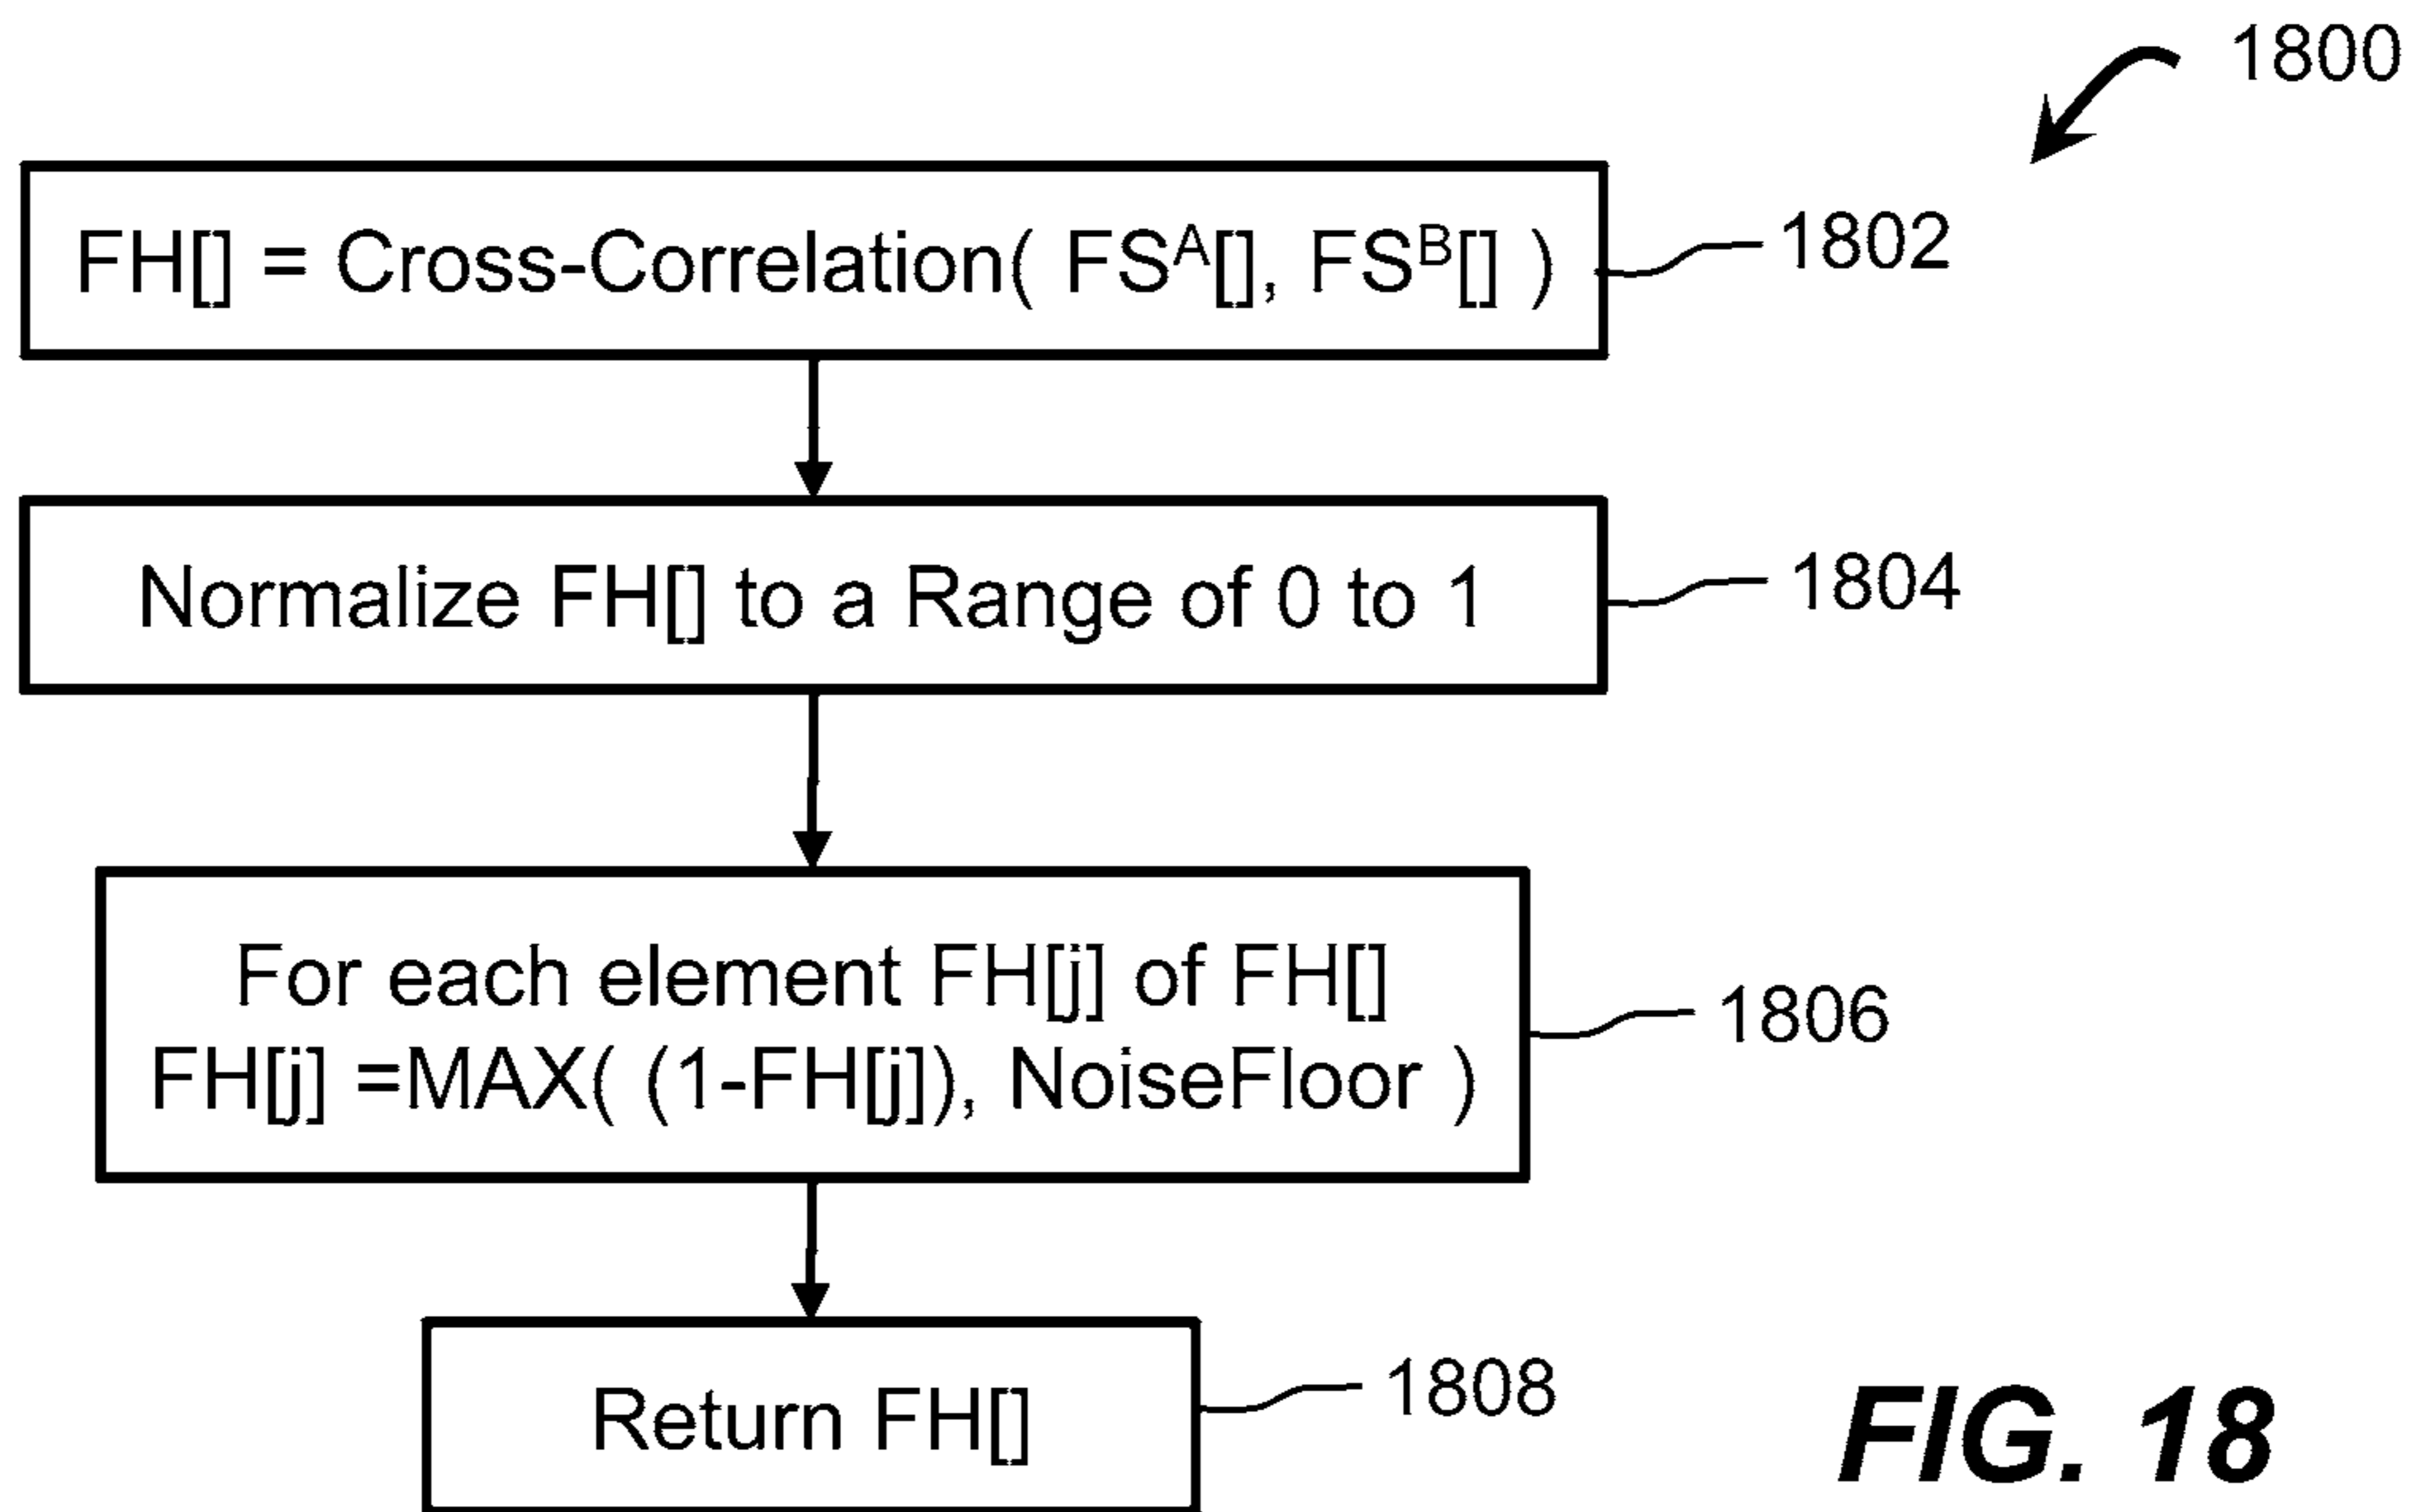 1800
FH[] = Cross-Correlation( FSᴬ[], FSᴮ[] )
1802
Normalize FH[] to a Range of 0 to 1
1804
For each element FH[j] of FH[]
FH[j] =MAX( (1-FH[j]), NoiseFloor )
1806
Return FH[]
1808
FIG. 18